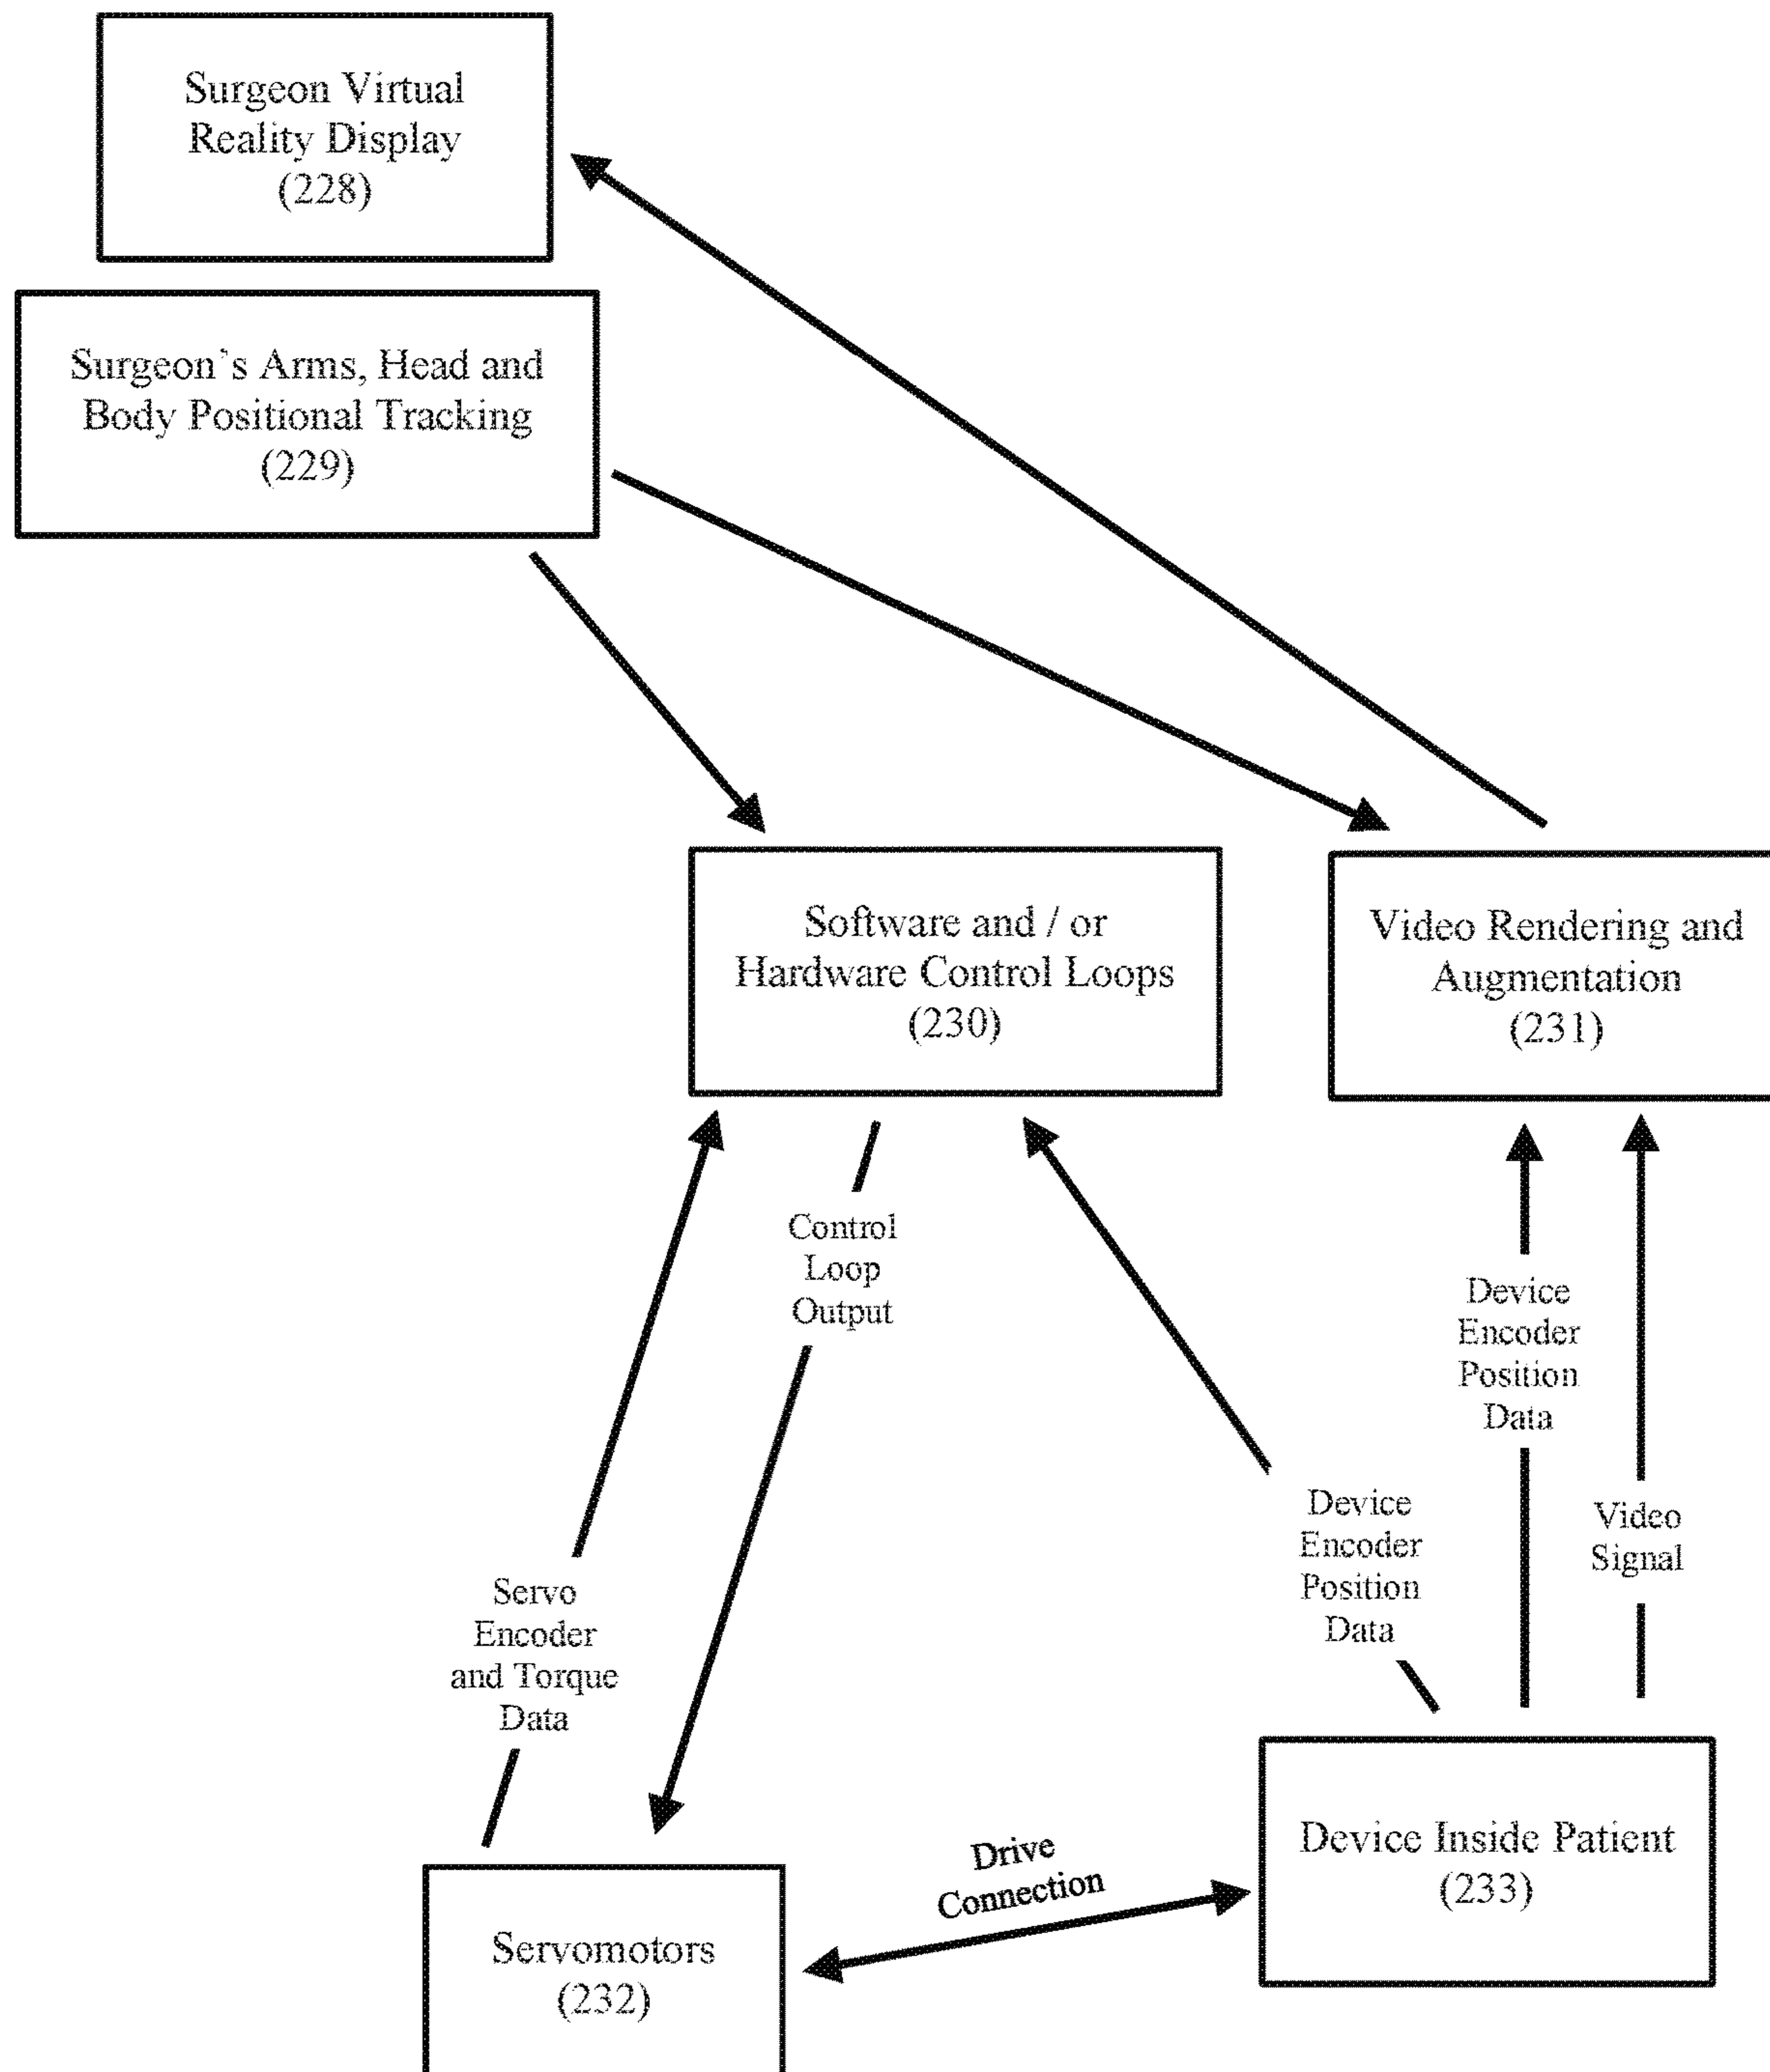 Surgeon Virtual
Reality Display
(228)
Surgeon's Arms, Head and
Body Positional Tracking
(229)
Software and / or
Hardware Control Loops
(230)
Video Rendering and
Augmentation
(231)
Control
Loop
Output
Device
Encoder
Position
Data
Device
Encoder
Position
Data
Video
Signal
Servo
Encoder
and Torque
Data
Drive
Connection
Device Inside Patient
(233)
Servomotors
(232)